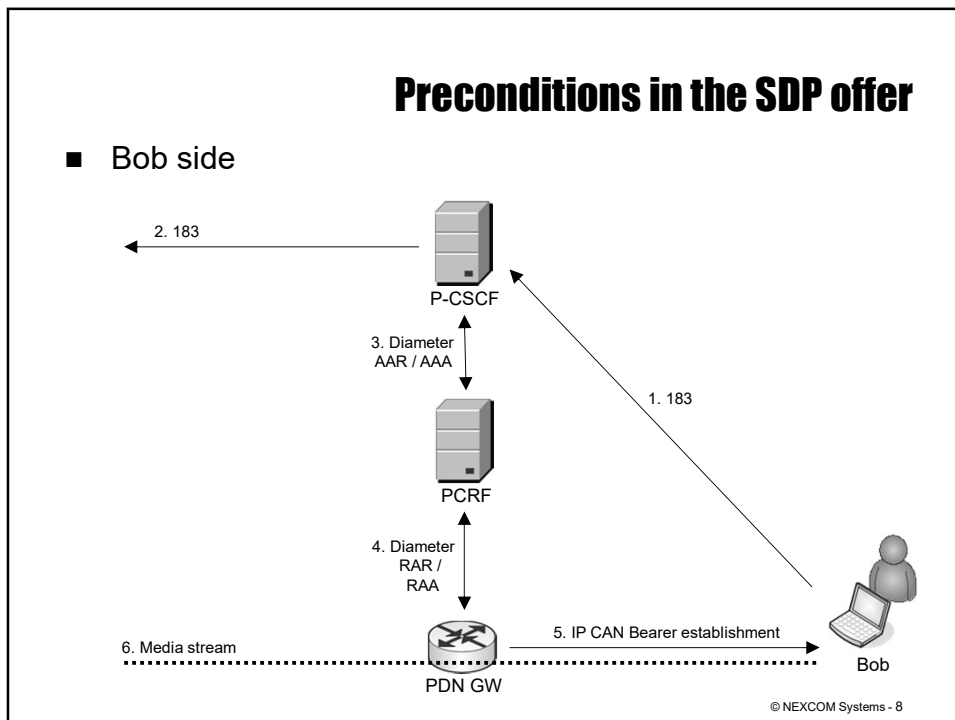 Preconditions in the SDP offer
■ Bob side
2. 183
P-CSCF
3. Diameter
AAR / AAA
1. 183
PCRF
4. Diameter
RAR /
RAA
5. IP CAN Bearer establishment
6. Media stream
Bob
PDN GW
© NEXCOM Systems - 8